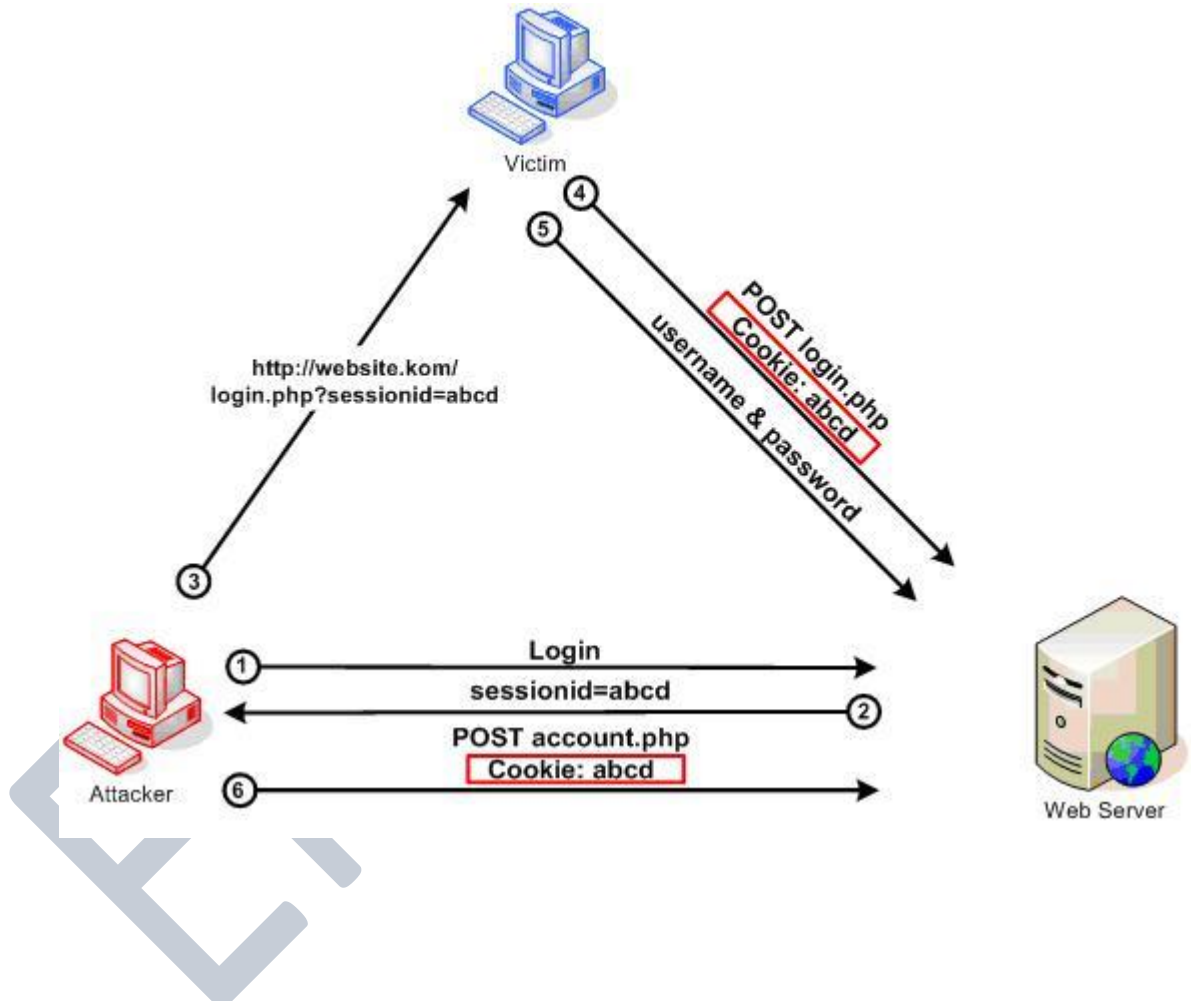 Victim
4
5
POST login.php
Cookie: abcd
username & password
http://website.kom/
login.php?sessionid=abcd
3
1
Login
sessionid=abcd
2
POST account.php
Cookie: abcd
6
Attacker
Web Server